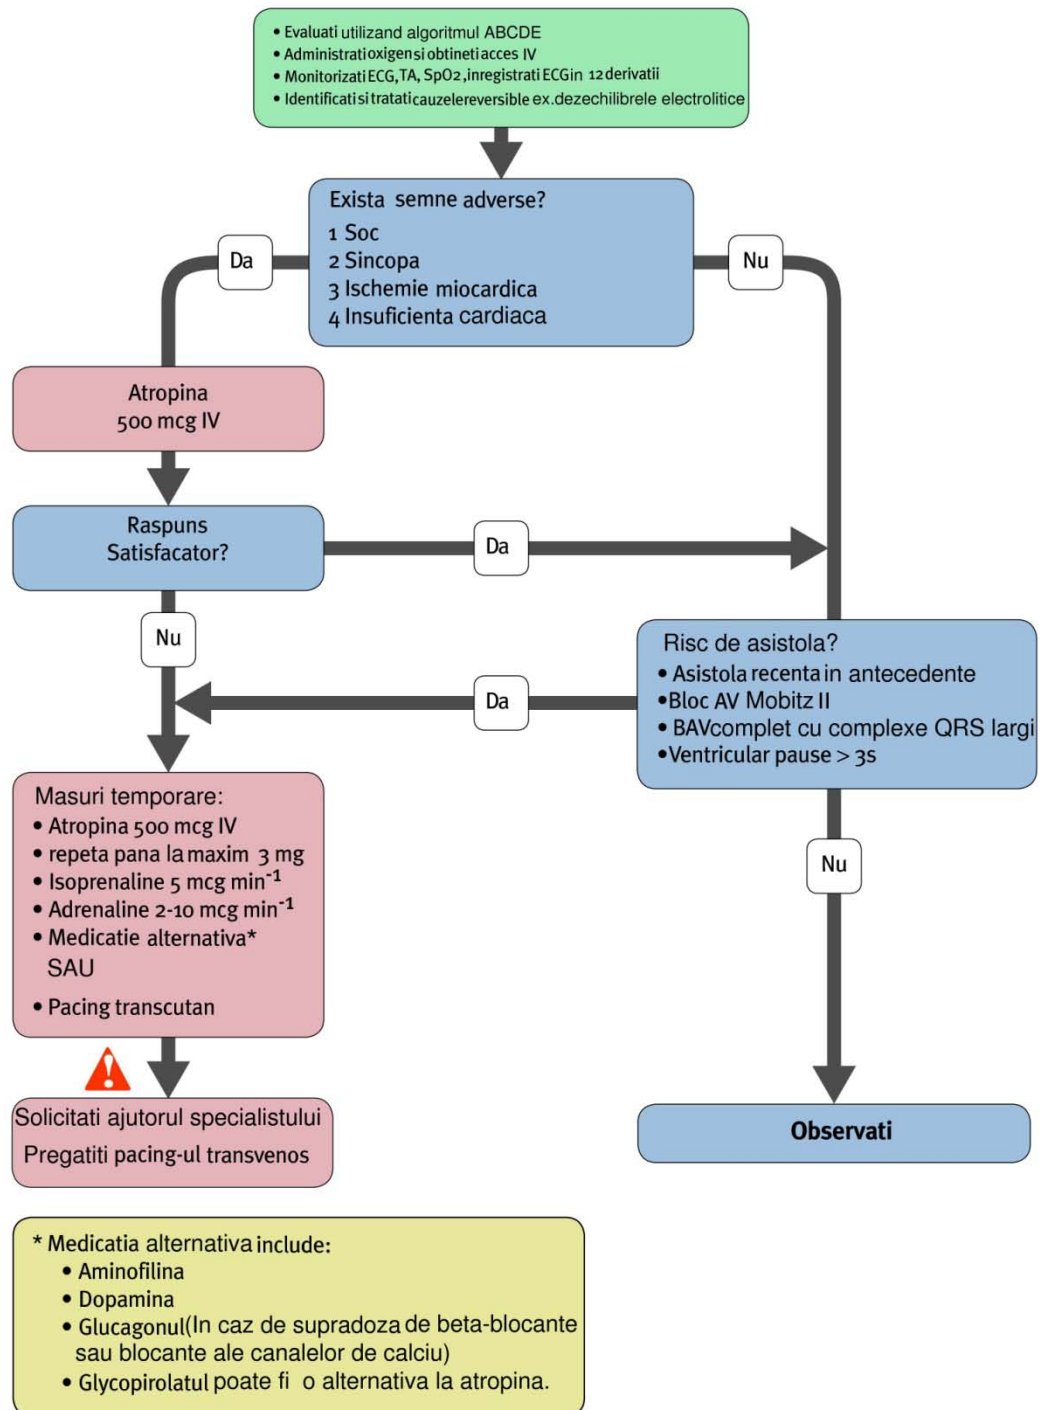 • Evaluati utilizand algoritmul ABCDE
• Administrati oxigen si obtineti acces IV
• Monitorizati ECG, TA, SpO2, inregistrati ECG in 12 derivatii
• Identificati si tratati cauzele reversible ex.dezechilibrele electrolitice
Exista semne adverse?
1 Soc
2 Sincopa
3 Ischemie miocardica
4 Insuficienta cardiaca
Da
Nu
Atropina
500 mcg IV
Raspuns
Satisfacator?
Da
Nu
Risc de asistola?
• Asistola recenta in antecedente
• Bloc AV Mobitz II
• BAV complet cu complexe QRS largi
• Ventricular pause > 3s
Da
Nu
Masuri temporare:
• Atropina 500 mcg IV
• repeta pana la maxim 3 mg
• Isoprenaline 5 mcg min⁻¹
• Adrenaline 2-10 mcg min⁻¹
• Medicatie alternativa*
SAU
• Pacing transcutan
!
Solicitati ajutorul specialistului
Pregatiti pacing-ul transvenos
Observati
* Medicatia alternativa include:
• Aminofilina
• Dopamina
• Glucagonul(In caz de supradoza de beta-blocante
sau blocante ale canalelor de calciu)
• Glycopirolatul poate fi o alternativa la atropina.